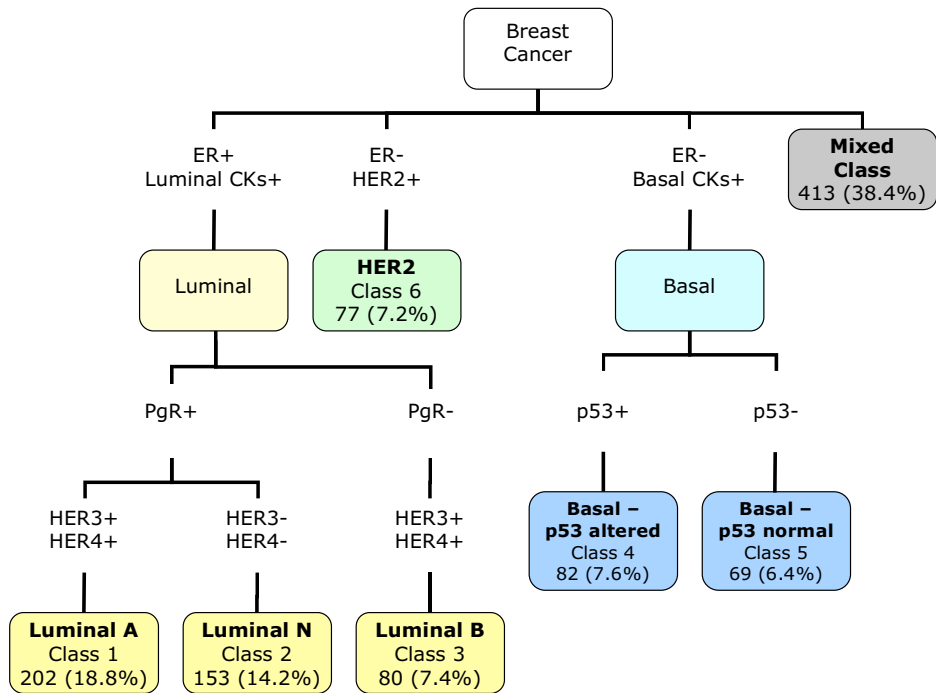 Breast
Cancer
ER+
Luminal CKs+
ER-
HER2+
ER-
Basal CKs+
Mixed
Class
413 (38.4%)
Luminal
HER2
Class 6
77 (7.2%)
Basal
PgR+
PgR-
p53+
p53-
HER3+
HER4+
HER3-
HER4-
HER3+
HER4+
Basal –
p53 altered
Class 4
82 (7.6%)
Basal –
p53 normal
Class 5
69 (6.4%)
Luminal A
Class 1
202 (18.8%)
Luminal N
Class 2
153 (14.2%)
Luminal B
Class 3
80 (7.4%)